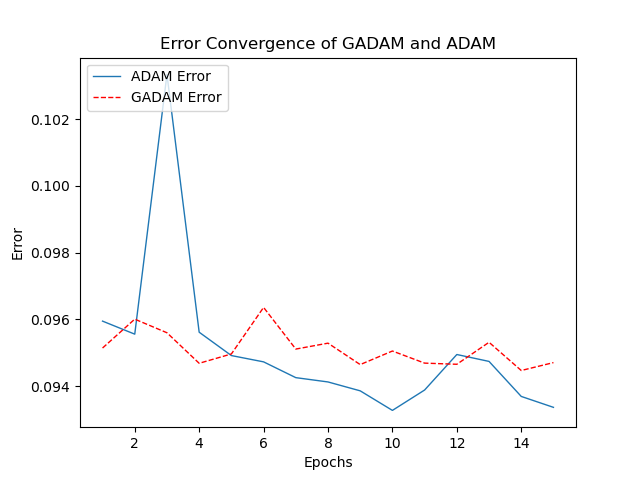 Error Convergence of GADAM and ADAM
ADAM Error
GADAM Error
0.102
0.100
0.098
0.096
0.094
Error
2 4 6 8 10 12 14
Epochs